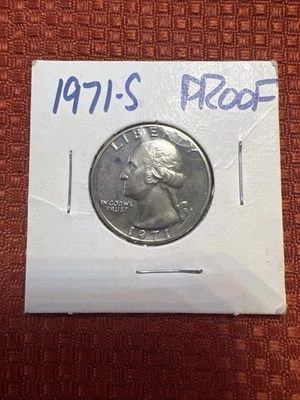 1971-S PROOF
LIBERTY
IN GOD WE
TRUST
1971